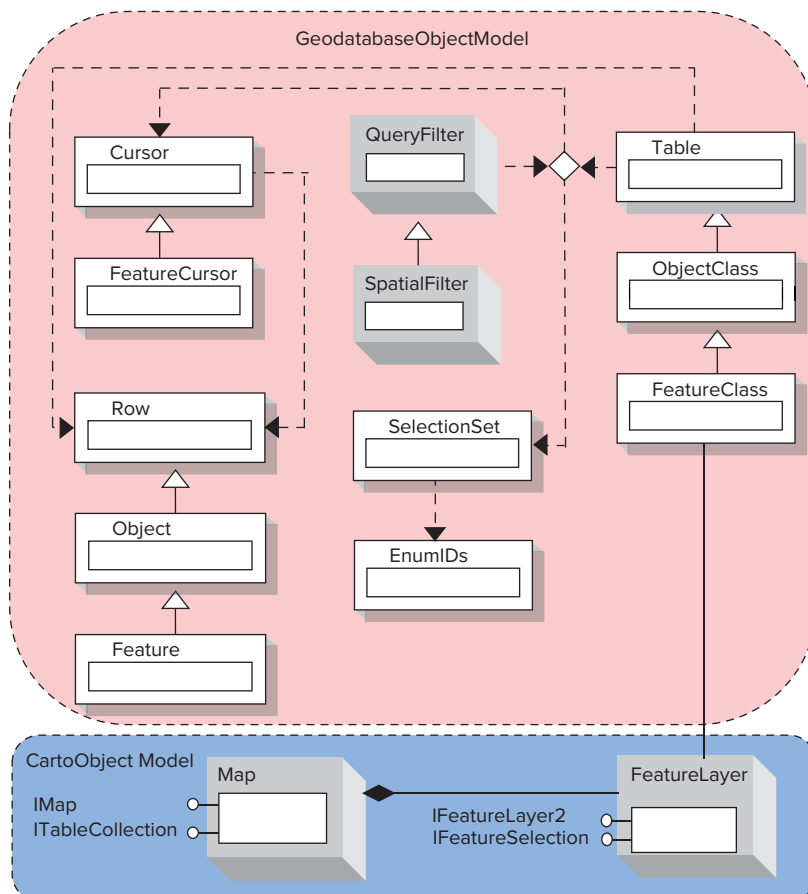 GeodatabaseObjectModel
Cursor
QueryFilter
Table
FeatureCursor
SpatialFilter
ObjectClass
Row
SelectionSet
FeatureClass
Object
EnumIDs
Feature
CartoObject Model
Map
FeatureLayer
IMap
ITableCollection
IFeatureLayer2
IFeatureSelection